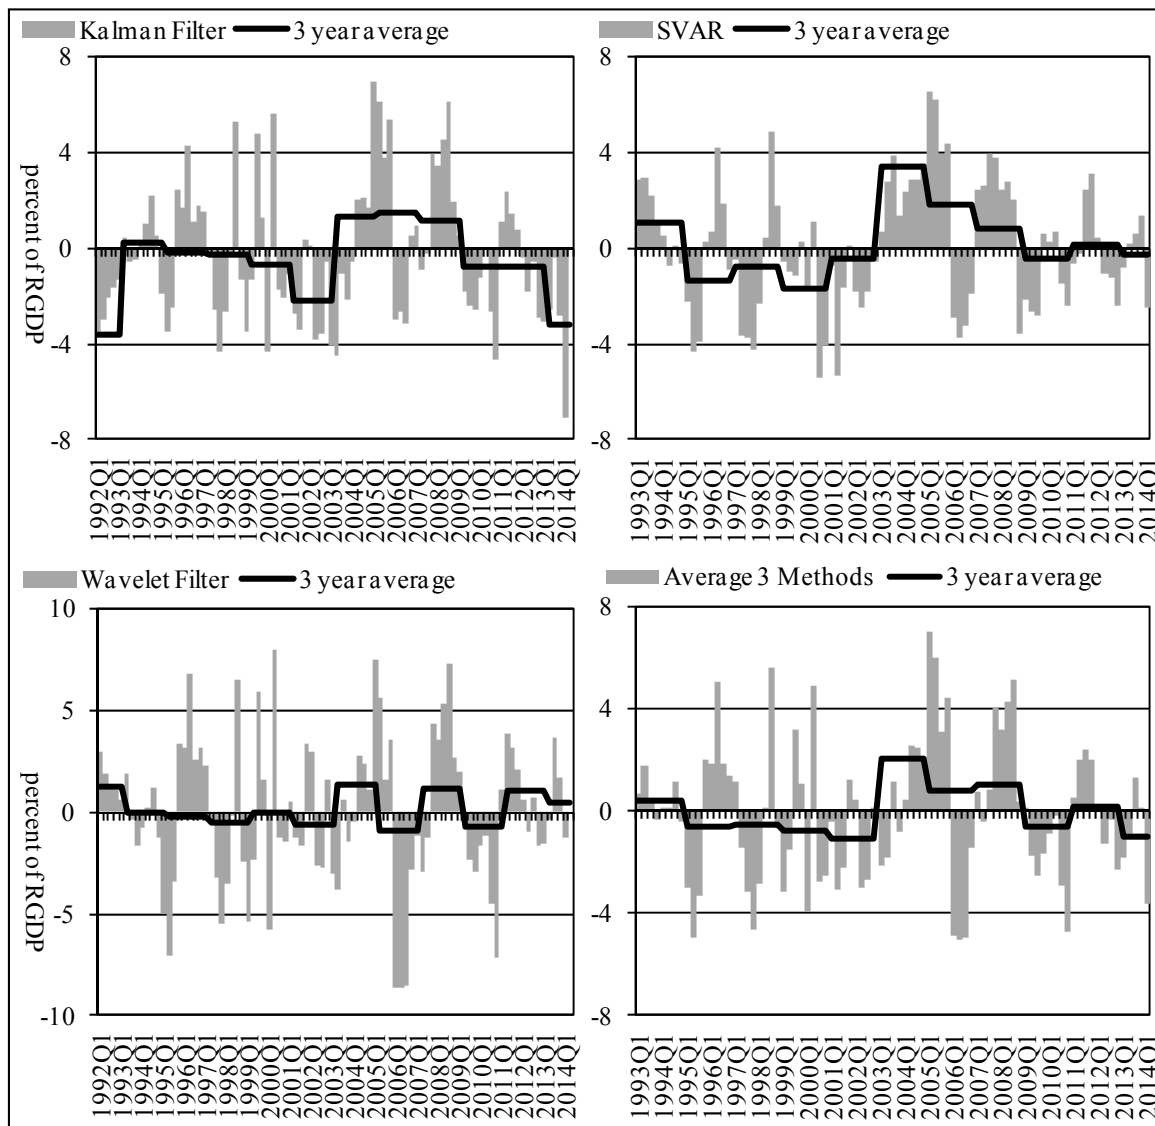 Kalman Filter
3 year average
8
4
0
-4
-8
percent of RGDP
1992Q1
1993Q1
1994Q1
1995Q1
1996Q1
1997Q1
1998Q1
1999Q1
2000Q1
2001Q1
2002Q1
2003Q1
2004Q1
2005Q1
2006Q1
2007Q1
2008Q1
2009Q1
2010Q1
2011Q1
2012Q1
2013Q1
2014Q
SVAR
3 year average
8
4
0
-4
-8
1993Q1
1994Q1
1995Q1
1996Q1
1997Q1
1998Q1
1999Q1
2000Q1
2001Q1
2002Q1
2003Q1
2004Q1
2005Q1
2006Q1
2007Q1
2008Q1
2009Q1
2010Q1
2011Q1
2012Q1
2013Q1
2014Q1
Wavelet Filter
3 year average
10
5
0
-5
-10
percent of RGDP
1992Q1
1993Q1
1994Q1
1995Q1
1996Q1
1997Q1
1998Q1
1999Q1
2000Q1
2001Q1
2002Q1
2003Q1
2004Q1
2005Q1
2006Q1
2007Q1
2008Q1
2009Q1
2010Q1
2011Q1
2012Q1
2013Q1
2014Q1
Average 3 Methods
3 year average
8
4
0
-4
-8
1993Q1
1994Q1
1995Q1
1996Q1
1997Q1
1998Q1
1999Q1
2000Q1
2001Q1
2002Q1
2003Q1
2004Q1
2005Q1
2006Q1
2007Q1
2008Q1
2009Q1
2010Q1
2011Q1
2012Q1
2013Q1
2014Q1